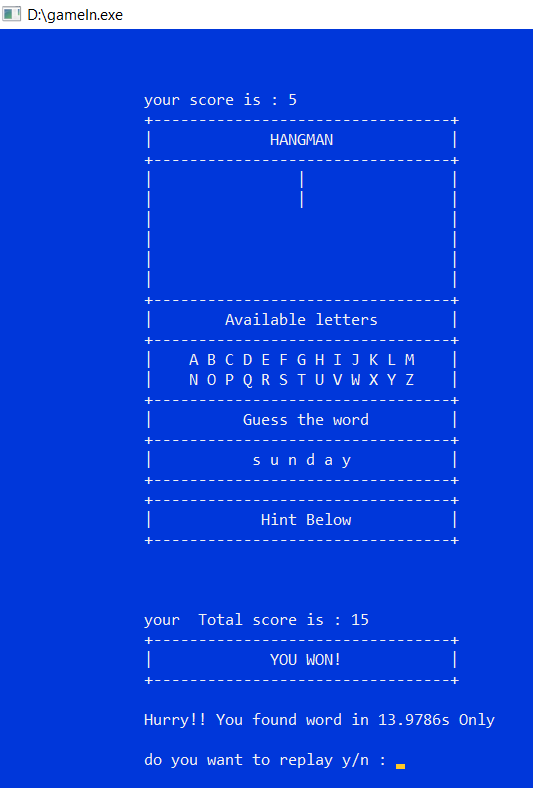 D:\gameIn.exe
your score is : 5
+---------------------------------+
|             HANGMAN             |
+---------------------------------+
|                |                |
|                |                |
|                                 |
|                                 |
|                                 |
|                                 |
+---------------------------------+
|        Available letters        |
+---------------------------------+
|    A B C D E F G H I J K L M    |
|    N O P Q R S T U V W X Y Z    |
+---------------------------------+
|          Guess the word         |
+---------------------------------+
|           s u n d a y           |
+---------------------------------+
+---------------------------------+
|            Hint Below           |
+---------------------------------+
your  Total score is : 15
+---------------------------------+
|             YOU WON!            |
+---------------------------------+
Hurry!! You found word in 13.9786s Only
do you want to replay y/n :